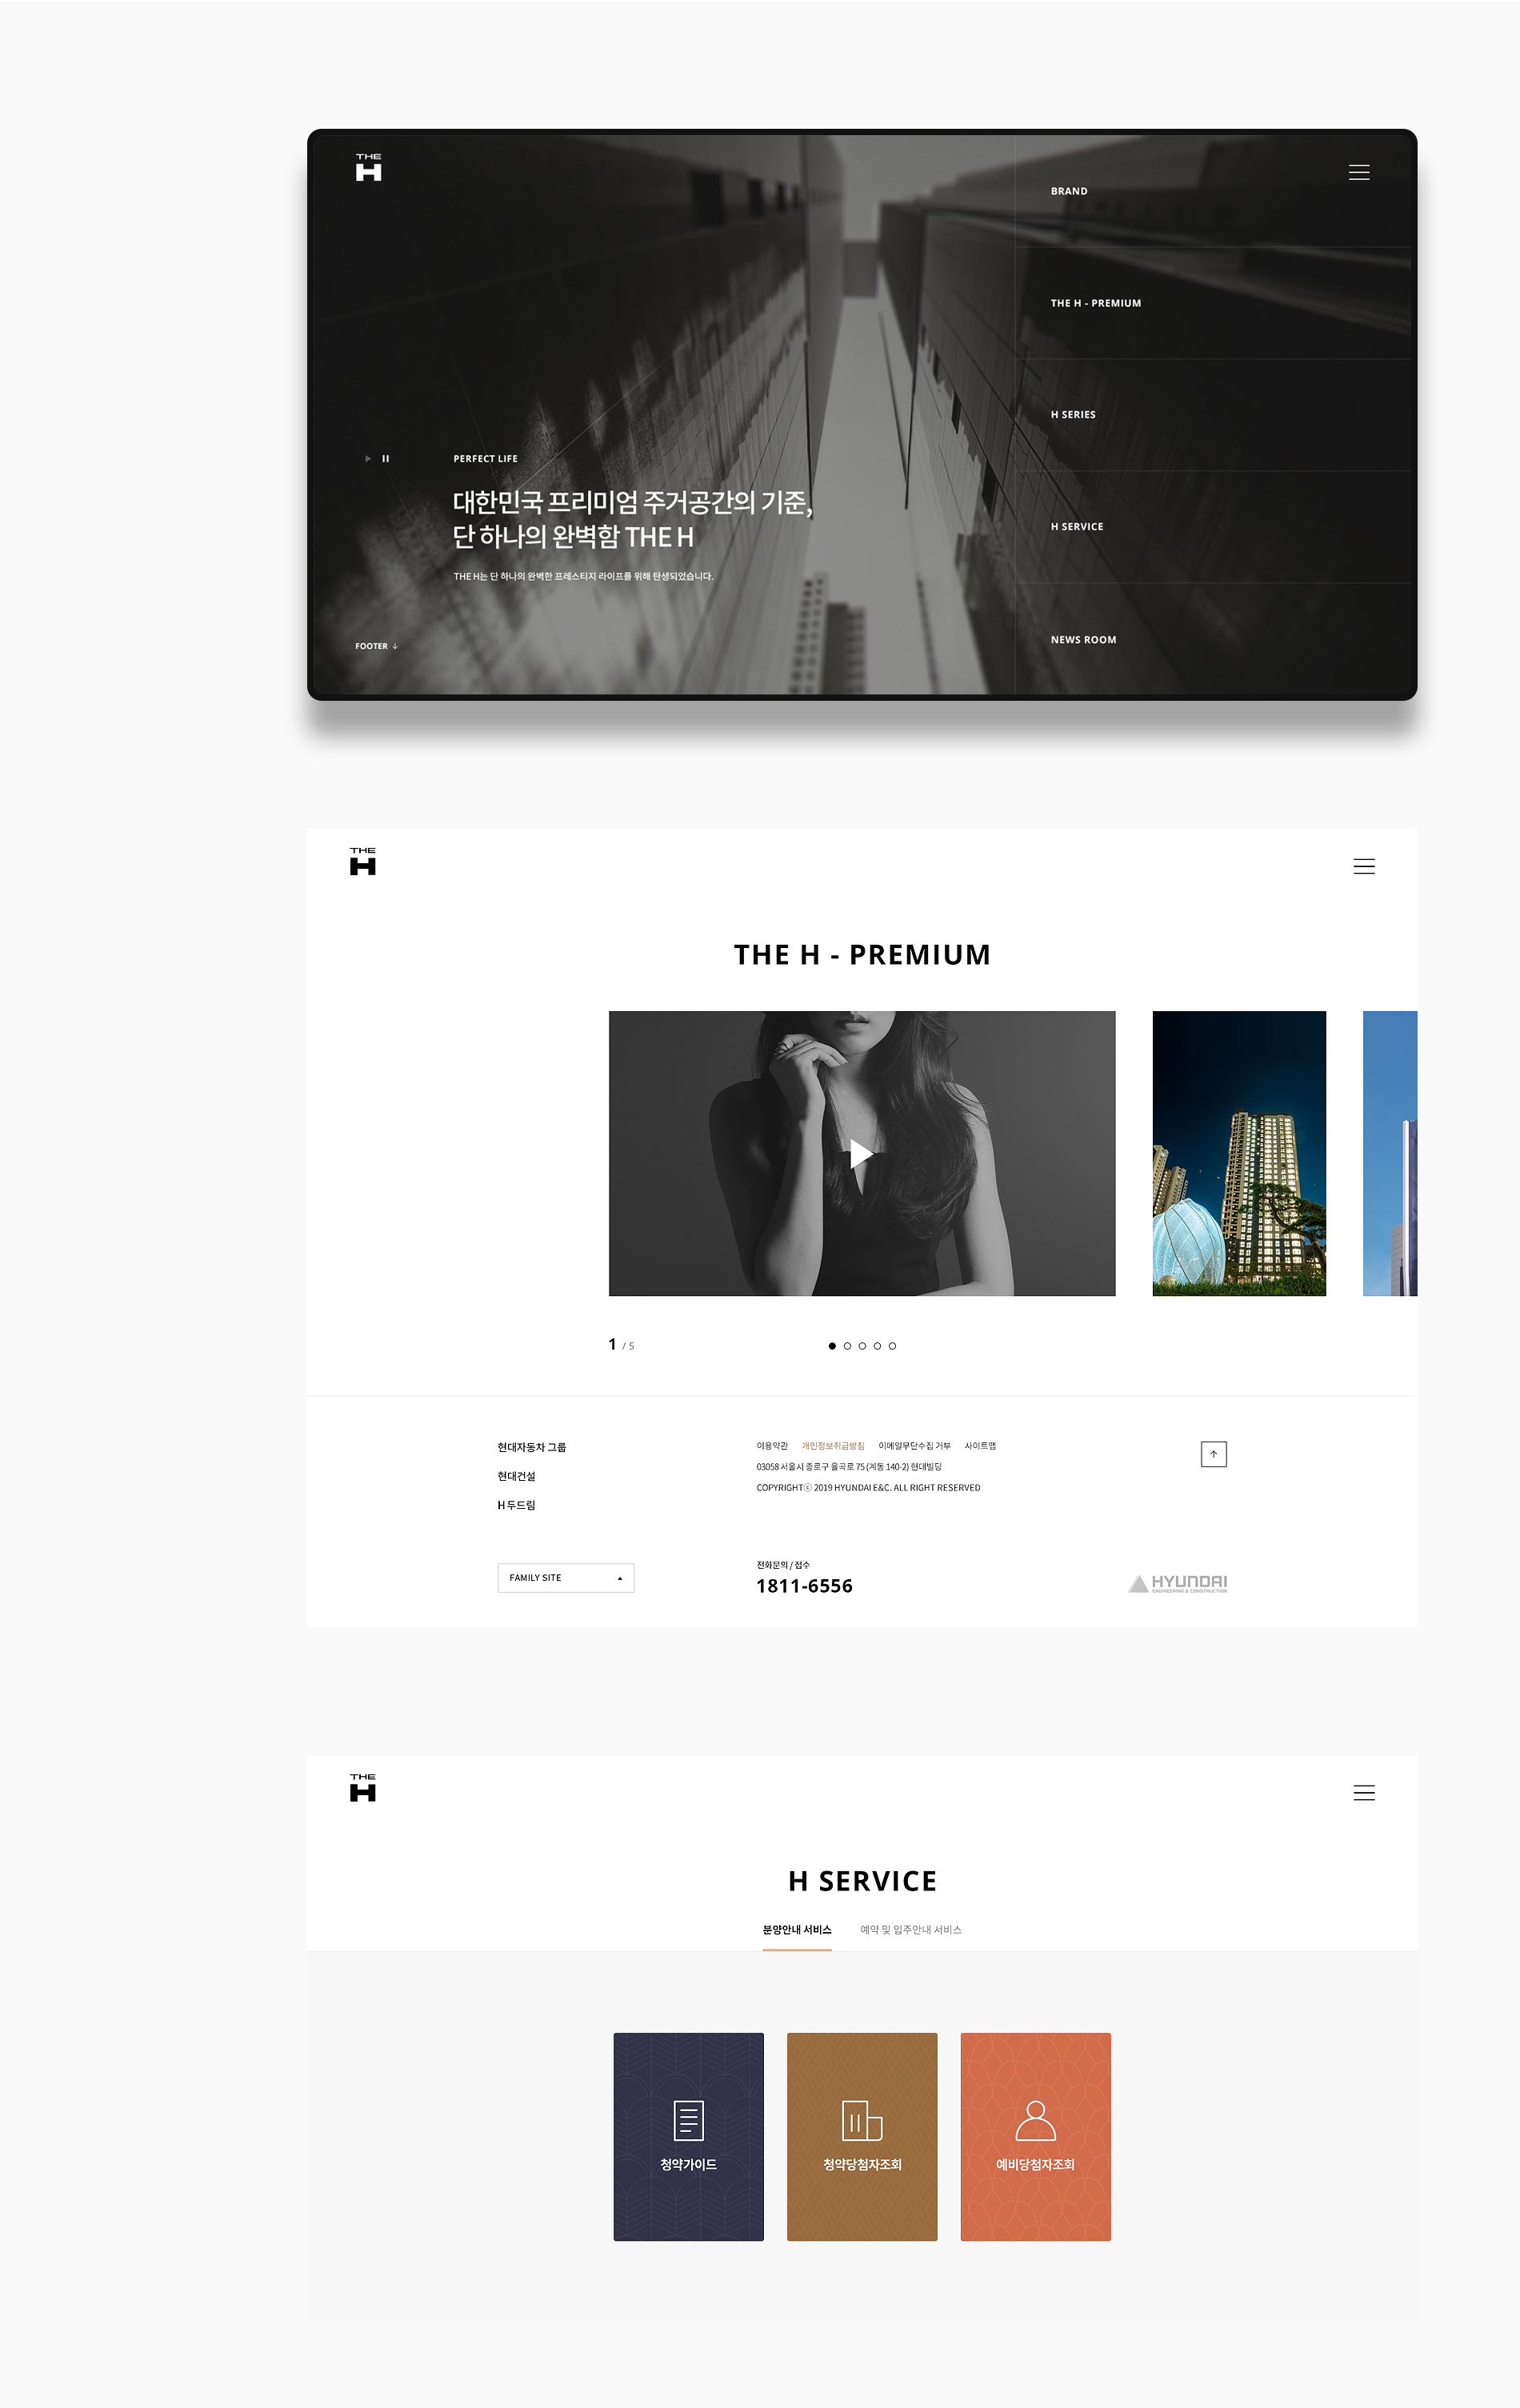 THE
H
BRAND
THE H - PREMIUM
H SERIES
H SERVICE
NEWS ROOM
PERFECT LIFE
대한민국 프리미엄 주거공간의 기준,
단 하나의 완벽함 THE H
THE H는 단 하나의 완벽한 프레스티지 라이프를 위해 탄생되었습니다.
FOOTER ↓
THE
H
THE H - PREMIUM
1 / 5
현대자동차 그룹
현대건설
H 두드림
FAMILY SITE
이용약관 개인정보취급방침 이메일무단수집 거부 사이트맵
03058 서울시 종로구 율곡로 75 (계동 140-2) 현대빌딩
COPYRIGHTⓒ 2019 HYUNDAI E&C. ALL RIGHT RESERVED
전화문의 / 접수
1811-6556
HYUNDAI
ENGINEERING & CONSTRUCTION
THE
H
H SERVICE
분양안내 서비스 예약 및 입주안내 서비스
청약가이드
청약당첨자조회
예비당첨자조회